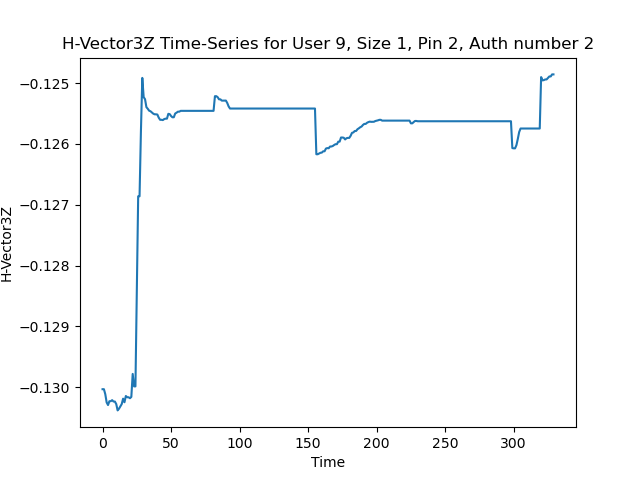 H-Vector3Z Time-Series for User 9, Size 1, Pin 2, Auth number 2
−0.125
−0.126
−0.127
−0.128
−0.129
−0.130
H-Vector3Z
0 50 100 150 200 250 300
Time